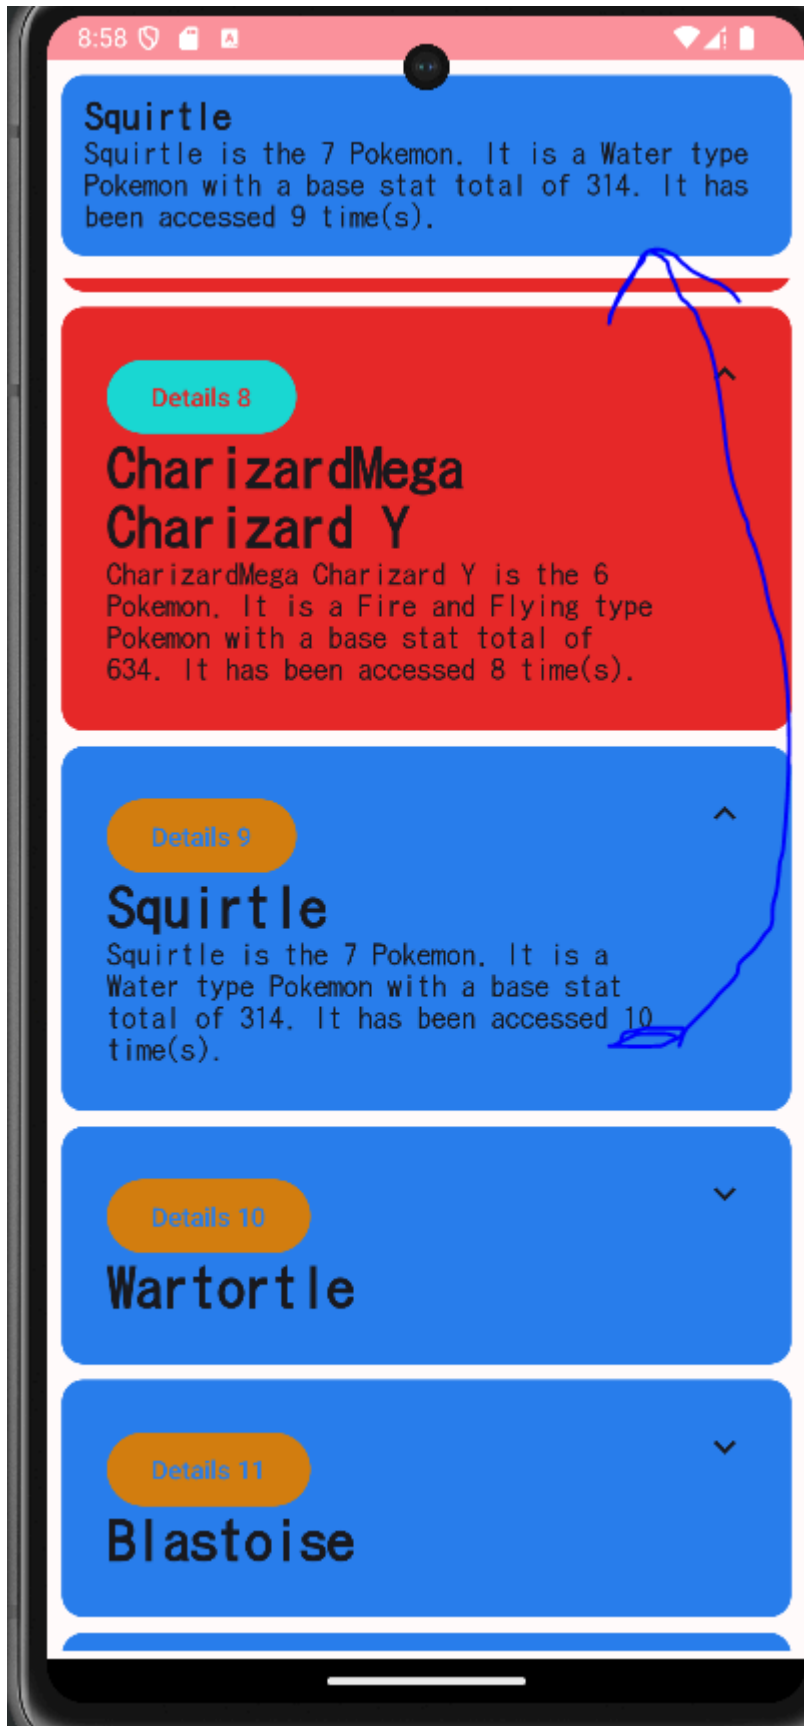 8:58
Squirtle
Squirtle is the 7 Pokemon. It is a Water type
Pokemon with a base stat total of 314. It has
been accessed 9 time(s).
Details 8
CharizardMega
Charizard Y
CharizardMega Charizard Y is the 6
Pokemon. It is a Fire and Flying type
Pokemon with a base stat total of
634. It has been accessed 8 time(s).
Details 9
Squirtle
Squirtle is the 7 Pokemon. It is a
Water type Pokemon with a base stat
total of 314. It has been accessed 10
time(s).
Details 10
Wartortle
Details 11
Blastoise